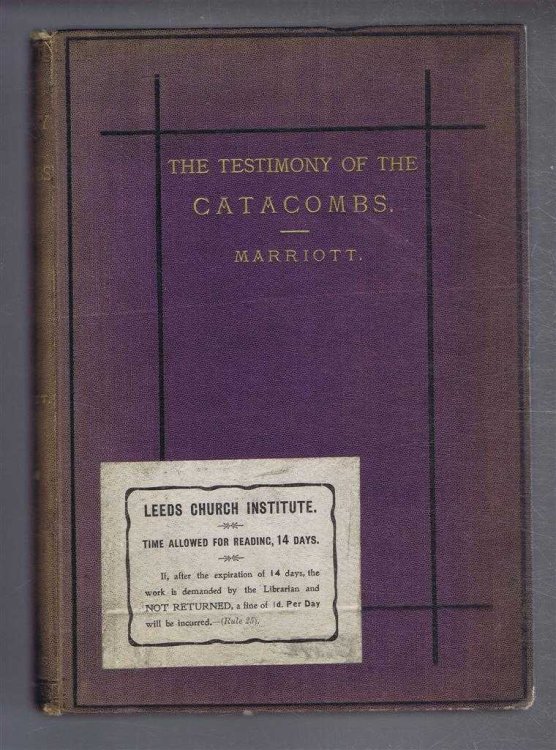 THE TESTIMONY OF THE
CATACOMBS.
MARRIOTT.
LEEDS CHURCH INSTITUTE.
TIME ALLOWED FOR READING, 14 DAYS.
If, after the expiration of 14 days, the
work is demanded by the Librarian and
NOT RETURNED, a fine of 1d. Per Day
will be incurred.—(Rule 25).